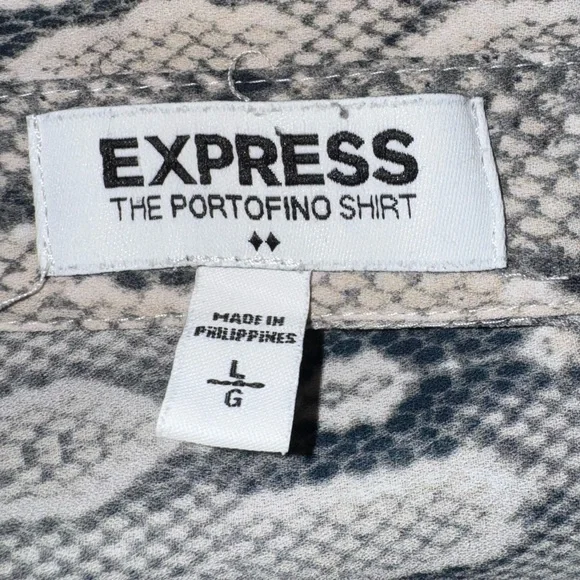 EXPRESS
THE PORTOFINO SHIRT
MADE IN
PHILIPPINES
L
G